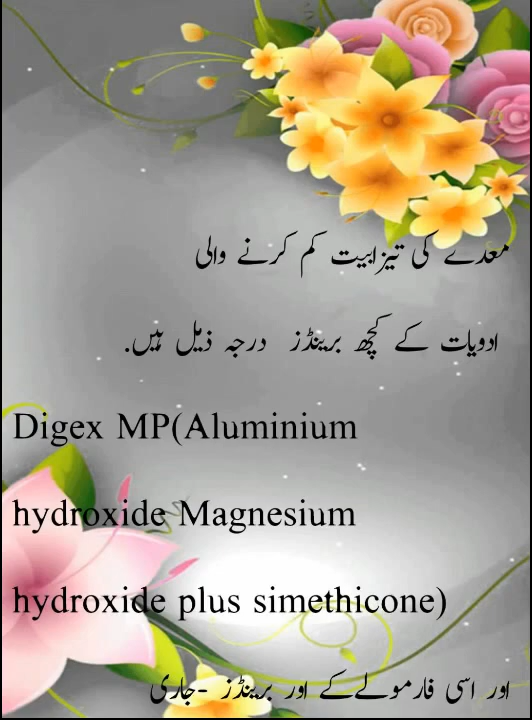 معدے کی تیزابیت کم کرنے والی
ادویات کے کچھ برینڈز درجہ ذیل ہیں.
Digex MP(Aluminium
hydroxide Magnesium
hydroxide plus simethicone)
اور اسی فارمولے کے اور برینڈز -جاری